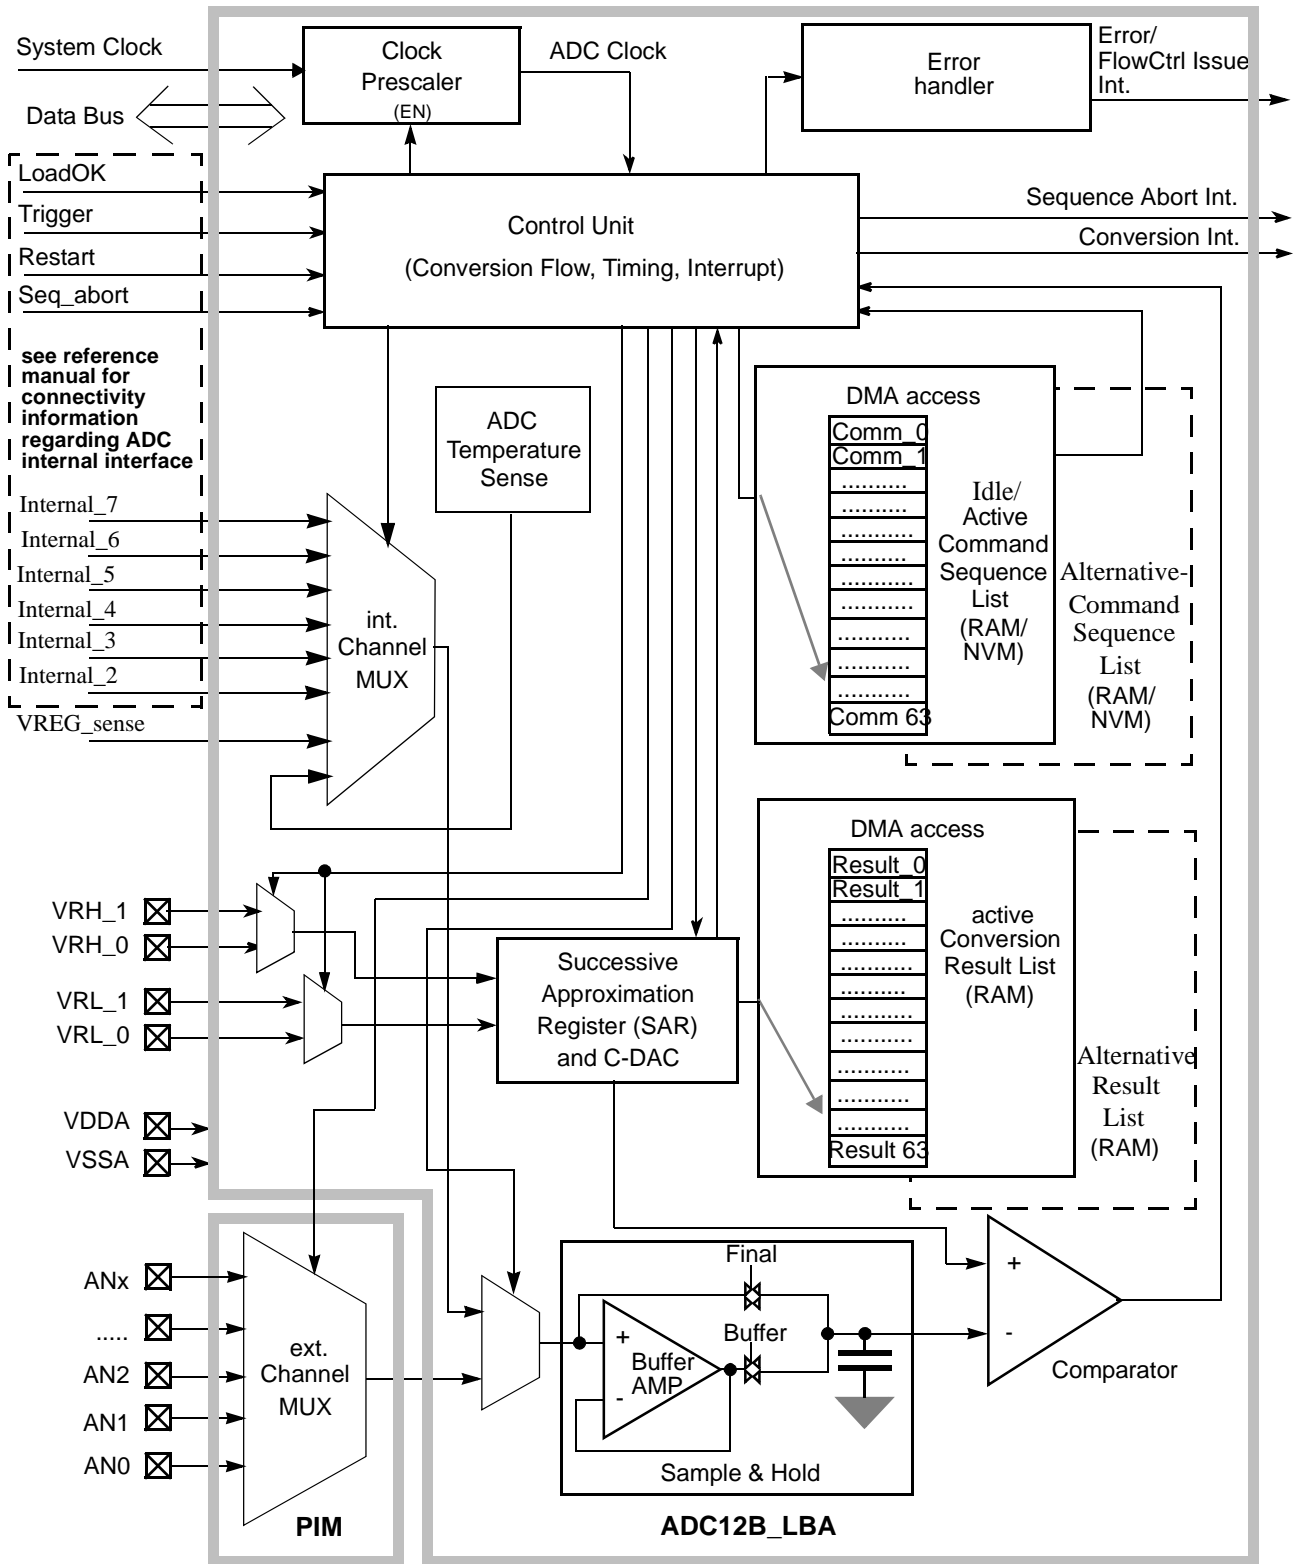 System Clock
Data Bus
Clock
Prescaler
(EN)
ADC Clock
Error
handler
Error/
FlowCtrl Issue
Int.
LoadOK
Trigger
Restart
Seq_abort
Control Unit
(Conversion Flow, Timing, Interrupt)
Sequence Abort Int.
Conversion Int.
see reference
manual for
connectivity
information
regarding ADC
internal interface
ADC
Temperature
Sense
Internal_7
Internal_6
Internal_5
Internal_4
Internal_3
Internal_2
VREG_sense
int.
Channel
MUX
DMA access
Comm_0
Comm_1
..........
..........
...........
...........
...........
...........
...........
...........
...........
Comm 63
Idle/
Active
Command
Sequence
List
(RAM/
NVM)
Alternative-
Command
Sequence
List
(RAM/
NVM)
DMA access
Result_0
Result_1
..........
..........
...........
...........
...........
...........
...........
...........
...........
Result 63
active
Conversion
Result List
(RAM)
Alternative
Result
List
(RAM)
VRH_1
VRH_0
VRL_1
VRL_0
VDDA
VSSA
Successive
Approximation
Register (SAR)
and C-DAC
ANx
.....
AN2
AN1
AN0
ext.
Channel
MUX
PIM
Final
Buffer
+
Buffer
AMP
-
Sample & Hold
+
-
Comparator
ADC12B_LBA